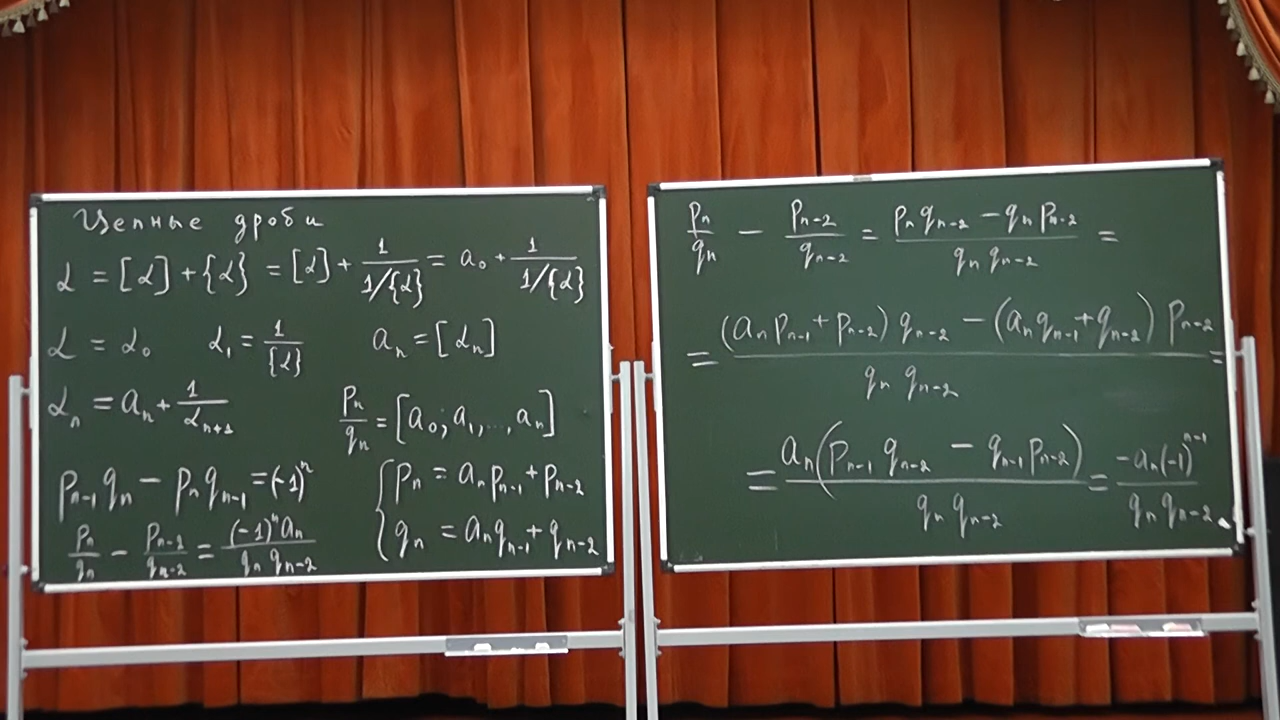 Цепные дроби
α = [α] + {α} = [α] + 1/(1/{α}) = a₀ + 1/(1/{α})
α = α₀ α₁ = 1/{α} aₙ = [αₙ]
αₙ = aₙ + 1/αₙ₊₁
pₙ/qₙ = [a₀; a₁, ..., aₙ]
pₙ₋₁qₙ − pₙqₙ₋₁ = (-1)ⁿ
pₙ/qₙ − pₙ₋₂/qₙ₋₂ = (-1)ⁿaₙ/(qₙqₙ₋₂)
{ pₙ = aₙpₙ₋₁ + pₙ₋₂
qₙ = aₙqₙ₋₁ + qₙ₋₂
pₙ/qₙ − pₙ₋₂/qₙ₋₂ = (pₙqₙ₋₂ − qₙpₙ₋₂)/(qₙqₙ₋₂) =
= ((aₙpₙ₋₁ + pₙ₋₂)qₙ₋₂ − (aₙqₙ₋₁ + qₙ₋₂)pₙ₋₂)/(qₙqₙ₋₂) =
= aₙ(pₙ₋₁qₙ₋₂ − qₙ₋₁pₙ₋₂)/(qₙqₙ₋₂) = −aₙ(-1)ⁿ⁻¹/(qₙqₙ₋₂)